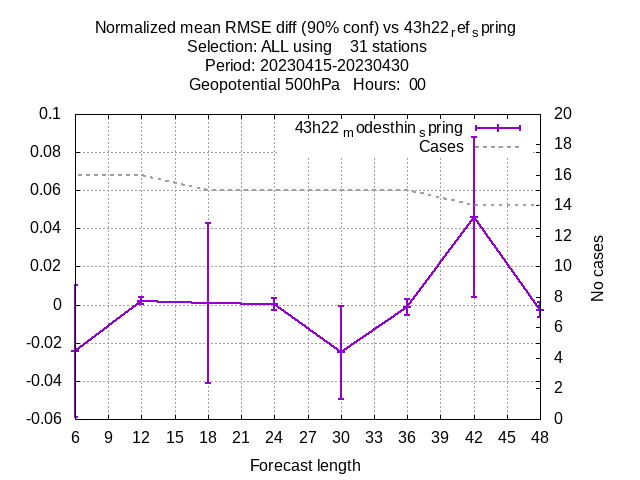 Normalized mean RMSE diff (90% conf) vs 43h22refspring
Selection: ALL using 31 stations
Period: 20230415-20230430
Geopotential 500hPa Hours: 00
43h22modesthinspring
Cases
0.1
0.08
0.06
0.04
0.02
0
-0.02
-0.04
-0.06
20
18
16
14
12
10
8
6
4
2
0
No cases
6 9 12 15 18 21 24 27 30 33 36 39 42 45 48
Forecast length